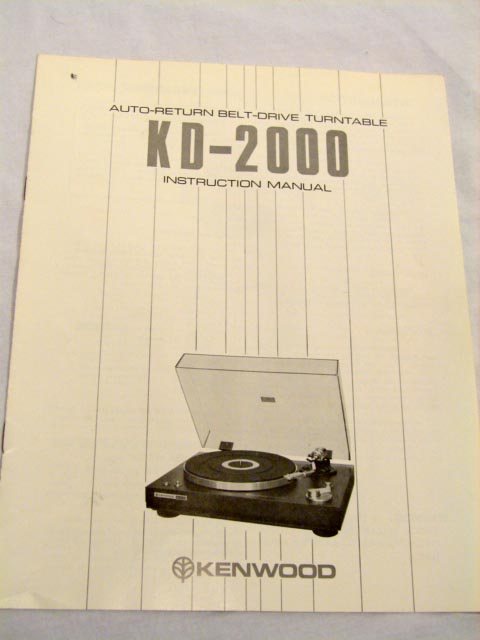 AUTO-RETURN BELT-DRIVE TURNTABLE
KD-2000
INSTRUCTION MANUAL
KENWOOD